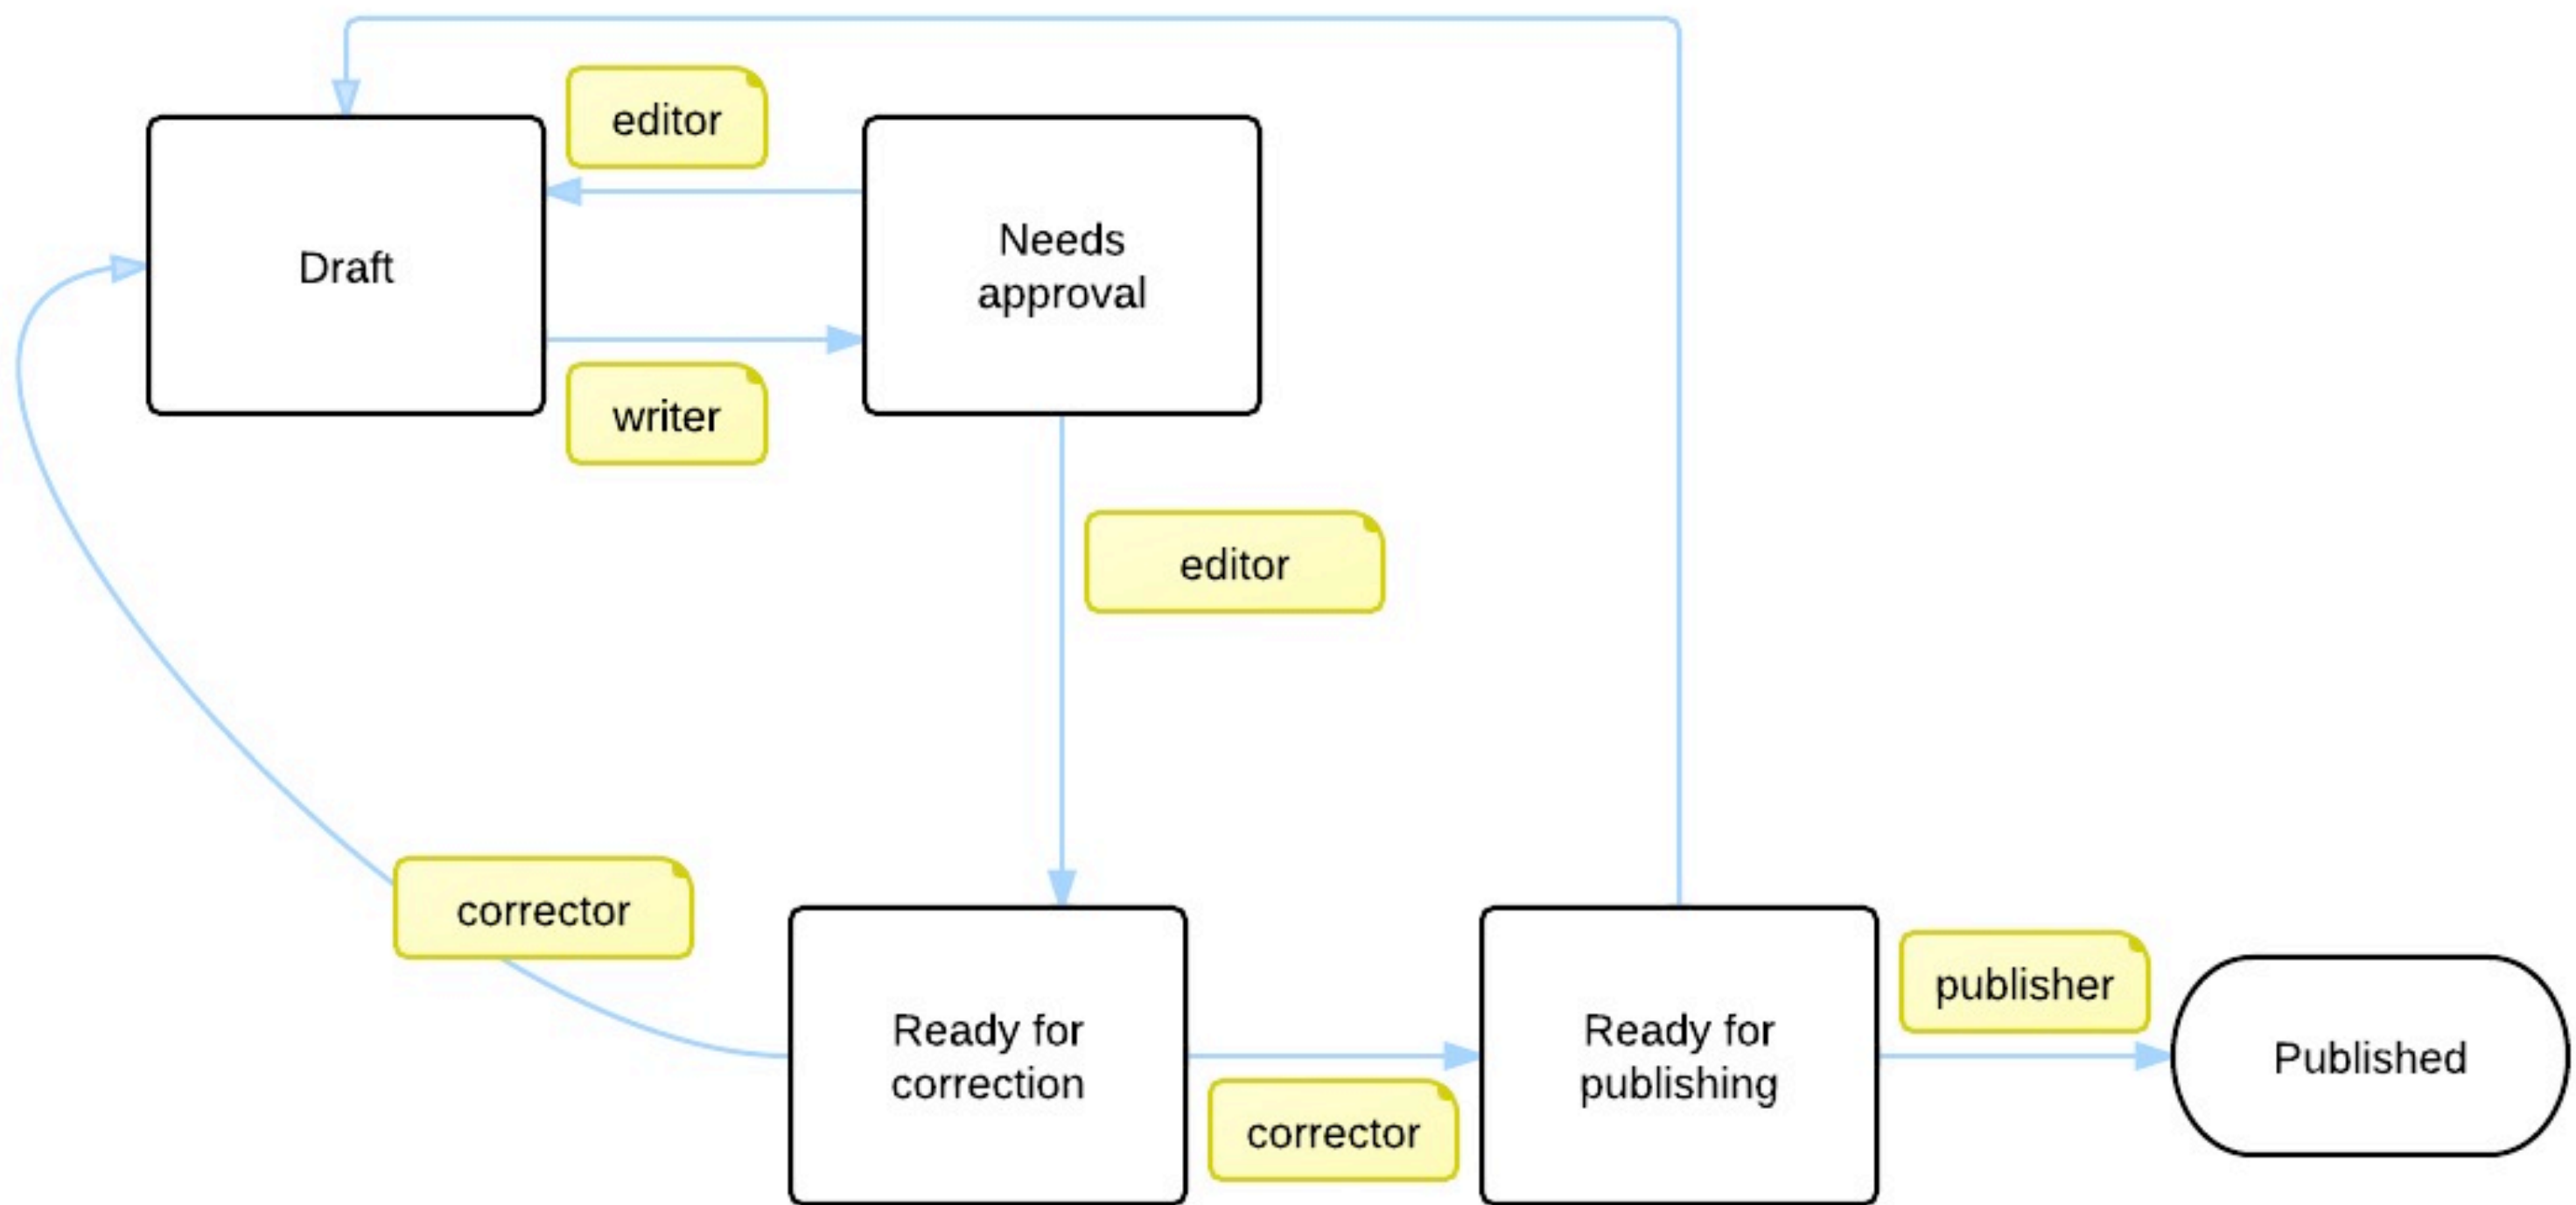 editor
Draft
Needs
approval
writer
editor
corrector
Ready for
correction
corrector
Ready for
publishing
publisher
Published